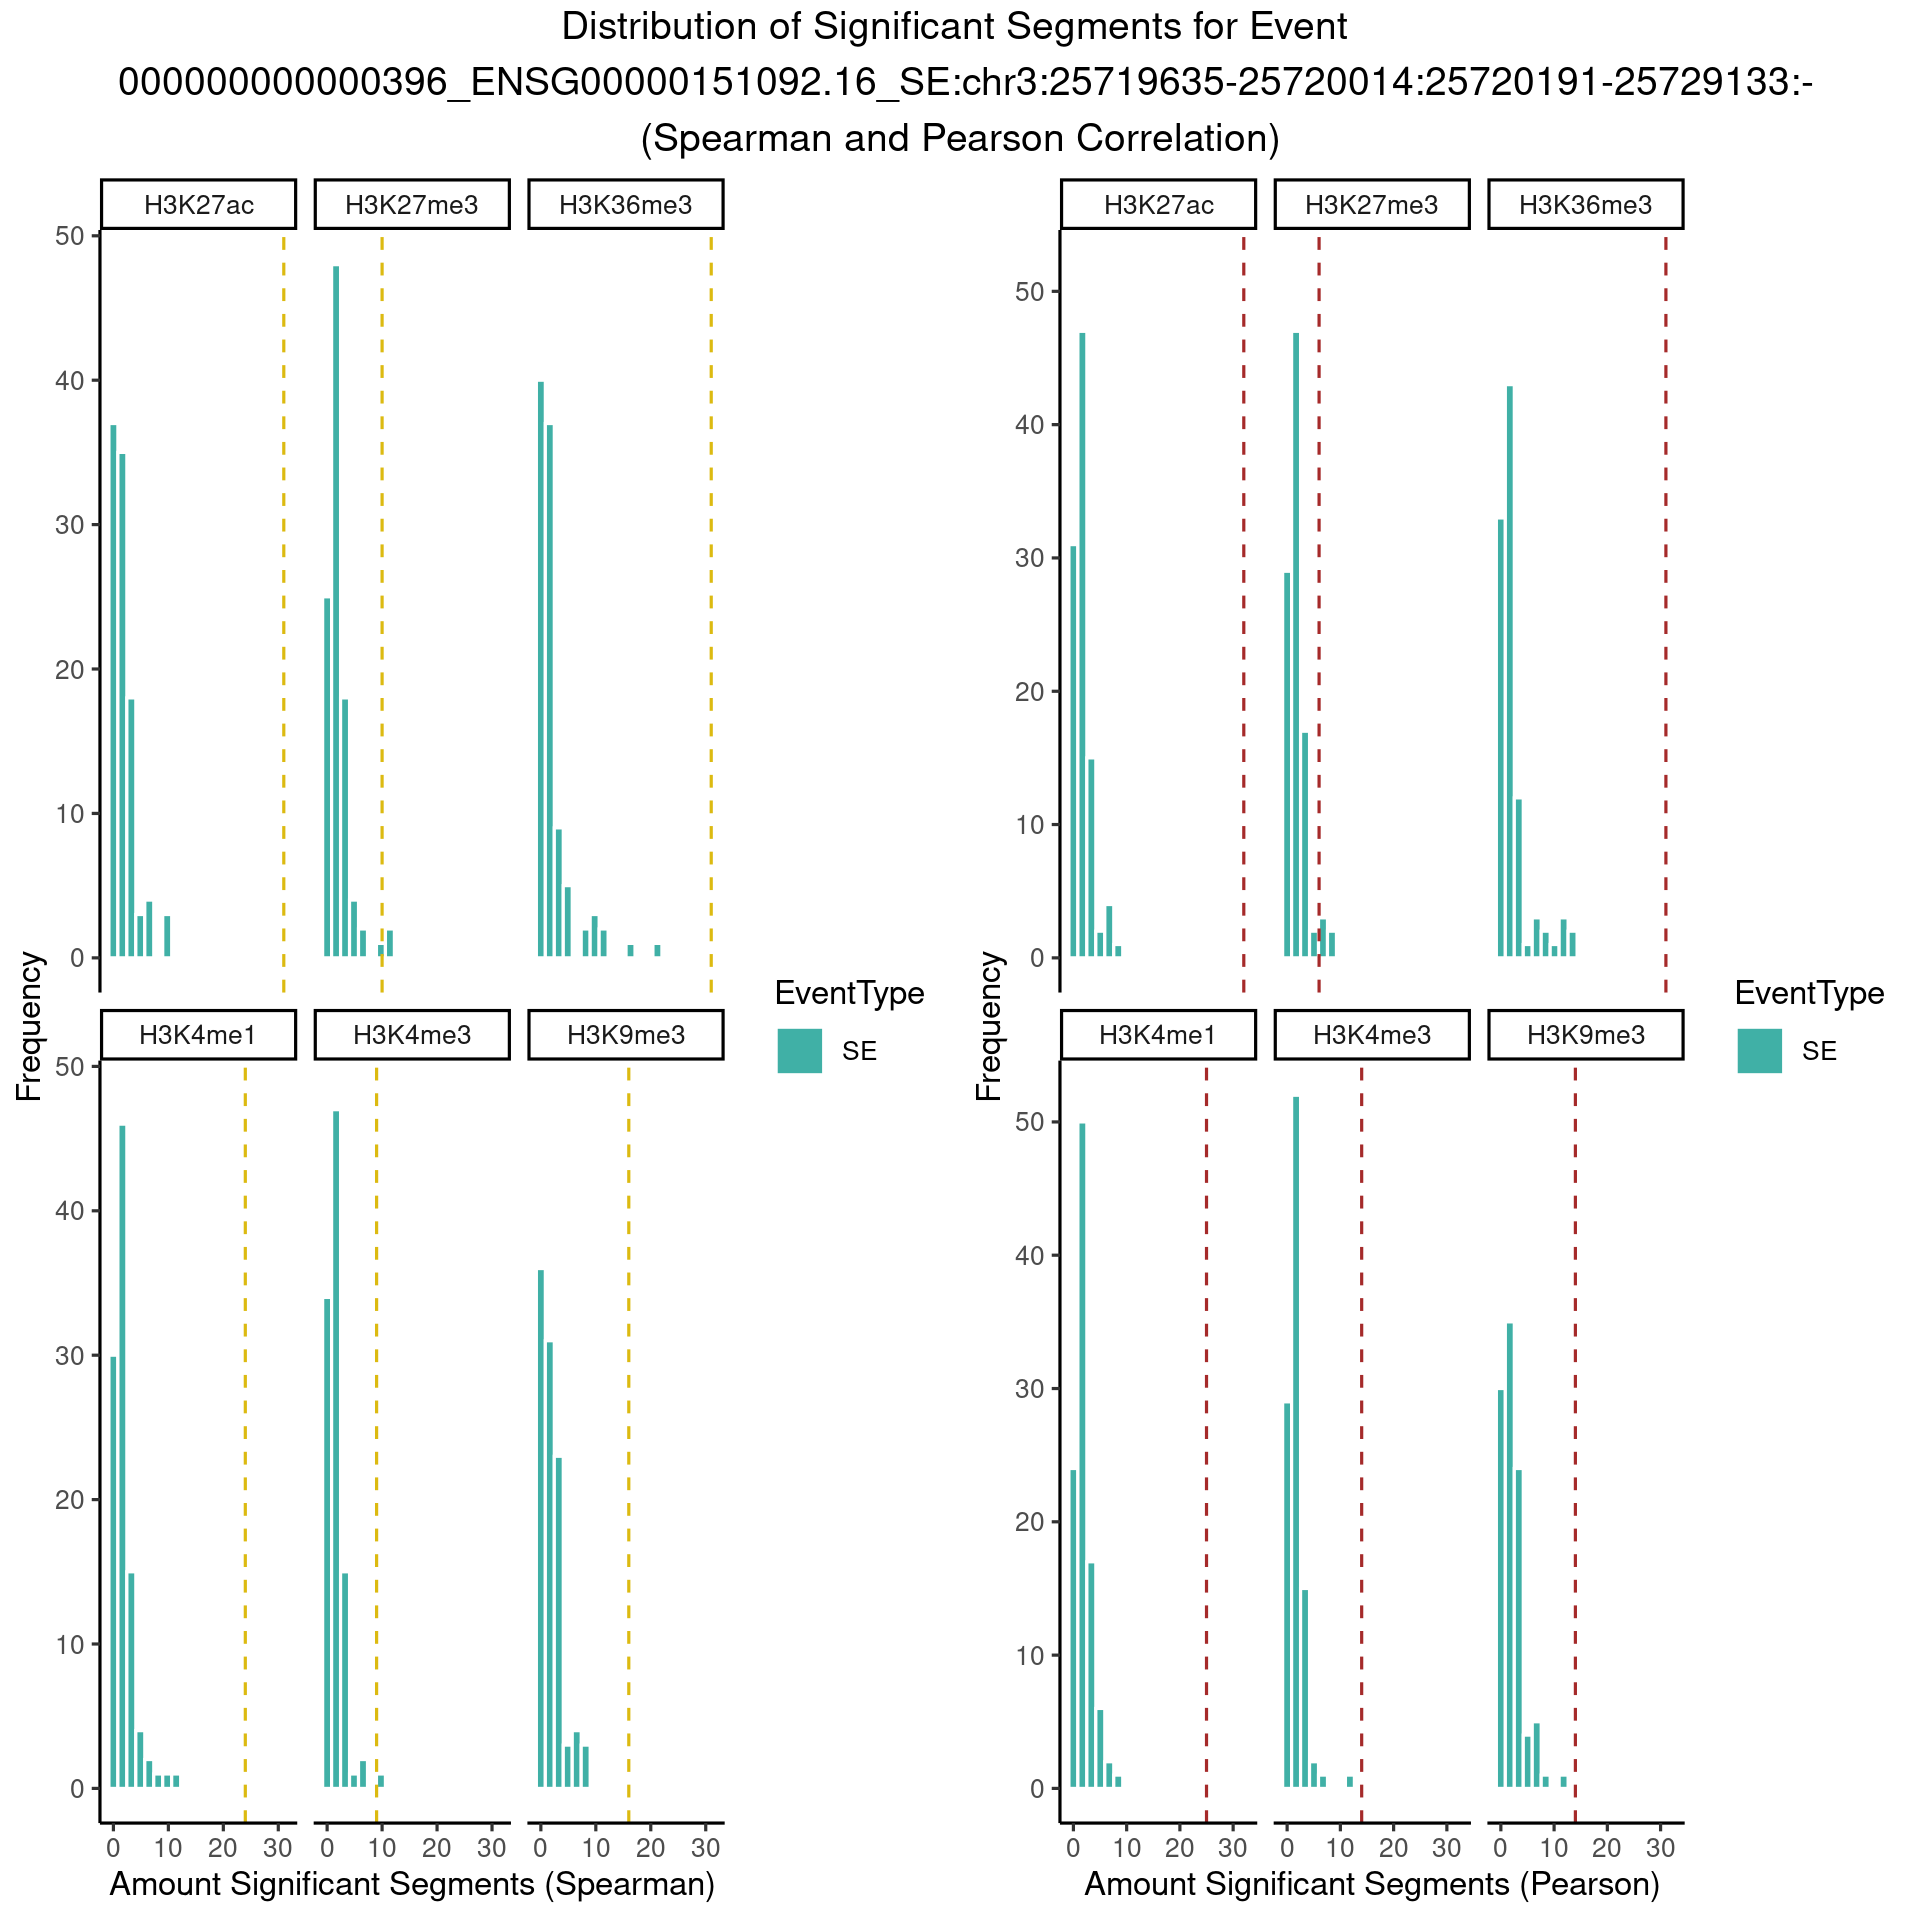 Distribution of Significant Segments for Event
000000000000396_ENSG00000151092.16_SE:chr3:25719635-25720014:25720191-25729133:-
(Spearman and Pearson Correlation)
H3K27ac H3K27me3 H3K36me3
50
40
30
20
10
0
H3K4me1 H3K4me3 H3K9me3
50
40
30
20
10
0
0 10 20 30 0 10 20 30 0 10 20 30
Frequency
Amount Significant Segments (Spearman)
EventType
SE
H3K27ac H3K27me3 H3K36me3
50
40
30
20
10
0
H3K4me1 H3K4me3 H3K9me3
50
40
30
20
10
0
0 10 20 30 0 10 20 30 0 10 20 30
Frequency
Amount Significant Segments (Pearson)
EventType
SE